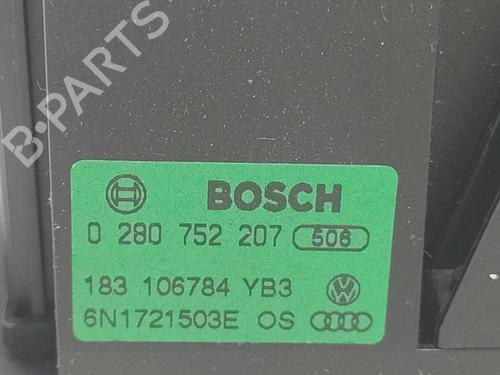 B-PARTS
BOSCH
0 280 752 207 506
183 106784 YB3
6N1721503E OS